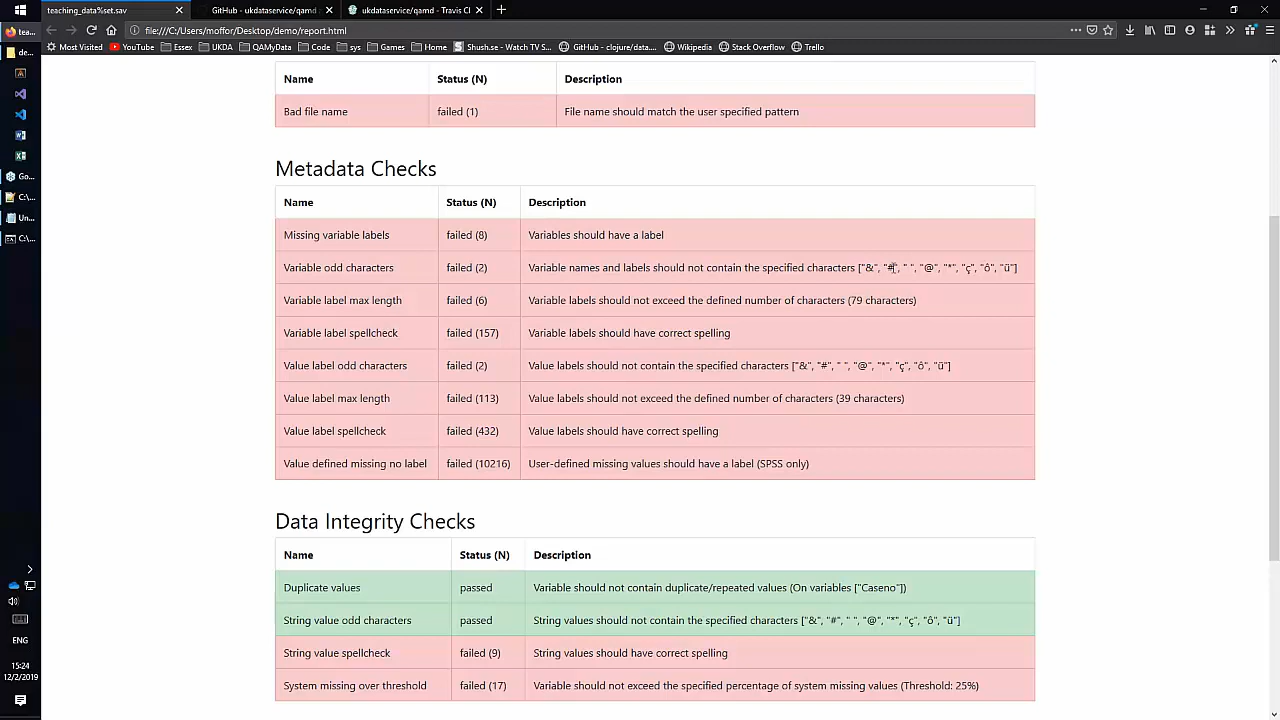 teaching_data%set.sav
GitHub - ukdataservice/qamd: x
ukdataservice/qamd - Travis CI
file:///C:/Users/moffor/Desktop/demo/report.html
Most Visited YouTube Essex UKDA QAMyData Code sys Games Home Shush.se - Watch TV S... GitHub - clojure/data.... Wikipedia Stack Overflow Trello
Name Status (N) Description
Bad file name failed (1) File name should match the user specified pattern
Metadata Checks
Name Status (N) Description
Missing variable labels failed (8) Variables should have a label
Variable odd characters failed (2) Variable names and labels should not contain the specified characters ["&", "#", " ", "@", "*", "ç", "ô", "ü"]
Variable label max length failed (6) Variable labels should not exceed the defined number of characters (79 characters)
Variable label spellcheck failed (157) Variable labels should have correct spelling
Value label odd characters failed (2) Value labels should not contain the specified characters ["&", "#", " ", "@", "*", "ç", "ô", "ü"]
Value label max length failed (113) Value labels should not exceed the defined number of characters (39 characters)
Value label spellcheck failed (432) Value labels should have correct spelling
Value defined missing no label failed (10216) User-defined missing values should have a label (SPSS only)
Data Integrity Checks
Name Status (N) Description
Duplicate values passed Variable should not contain duplicate/repeated values (On variables ["Caseno"])
String value odd characters passed String values should not contain the specified characters ["&", "#", " ", "@", "*", "ç", "ô", "ü"]
String value spellcheck failed (9) String values should have correct spelling
System missing over threshold failed (17) Variable should not exceed the specified percentage of system missing values (Threshold: 25%)
tea...
de...
Go...
C:\...
Un...
C:\...
ENG
15:24
12/2/2019